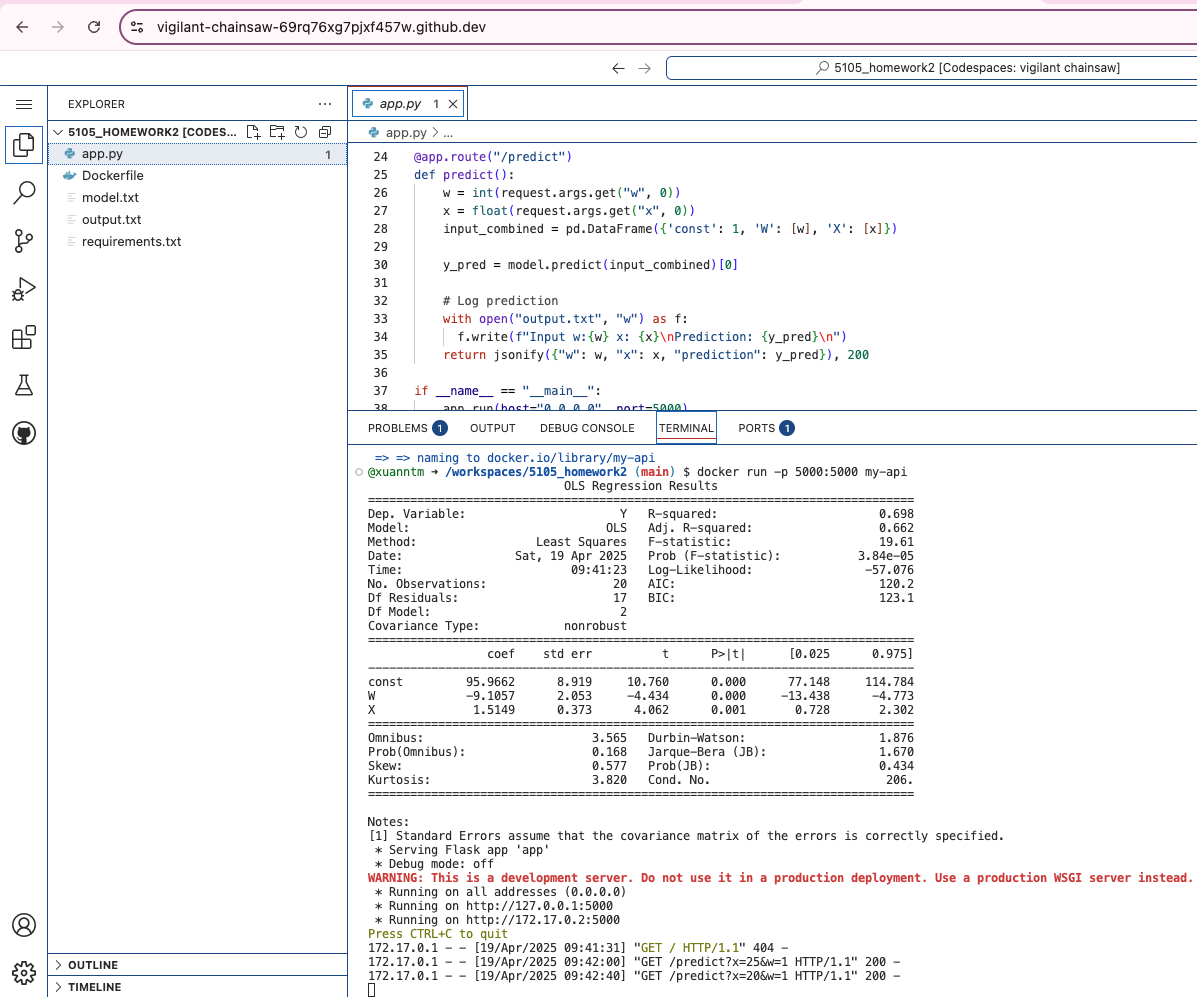 vigilant-chainsaw-69rq76xg7pjxf457w.github.dev
5105_homework2 [Codespaces: vigilant chainsaw]
EXPLORER
5105_HOMEWORK2 [CODES...
app.py 1
Dockerfile
model.txt
output.txt
requirements.txt
OUTLINE
TIMELINE
app.py 1
app.py > ...
24 @app.route("/predict")
25 def predict():
26     w = int(request.args.get("w", 0))
27     x = float(request.args.get("x", 0))
28     input_combined = pd.DataFrame({'const': 1, 'W': [w], 'X': [x]})
29
30     y_pred = model.predict(input_combined)[0]
31
32     # Log prediction
33     with open("output.txt", "w") as f:
34       f.write(f"Input w:{w} x: {x}\nPrediction: {y_pred}\n")
35     return jsonify({"w": w, "x": x, "prediction": y_pred}), 200
36
37 if __name__ == "__main__":
38     app.run(host="0.0.0.0", port=5000)
PROBLEMS 1 OUTPUT DEBUG CONSOLE TERMINAL PORTS 1
=> => naming to docker.io/library/my-api
@xuanntm → /workspaces/5105_homework2 (main) $ docker run -p 5000:5000 my-api
OLS Regression Results
==============================================================================
Dep. Variable: Y R-squared: 0.698
Model: OLS Adj. R-squared: 0.662
Method: Least Squares F-statistic: 19.61
Date: Sat, 19 Apr 2025 Prob (F-statistic): 3.84e-05
Time: 09:41:23 Log-Likelihood: -57.076
No. Observations: 20 AIC: 120.2
Df Residuals: 17 BIC: 123.1
Df Model: 2
Covariance Type: nonrobust
==============================================================================
coef std err t P>|t| [0.025 0.975]
------------------------------------------------------------------------------
const 95.9662 8.919 10.760 0.000 77.148 114.784
W -9.1057 2.053 -4.434 0.000 -13.438 -4.773
X 1.5149 0.373 4.062 0.001 0.728 2.302
==============================================================================
Omnibus: 3.565 Durbin-Watson: 1.876
Prob(Omnibus): 0.168 Jarque-Bera (JB): 1.670
Skew: 0.577 Prob(JB): 0.434
Kurtosis: 3.820 Cond. No. 206.
==============================================================================
Notes:
[1] Standard Errors assume that the covariance matrix of the errors is correctly specified.
* Serving Flask app 'app'
* Debug mode: off
WARNING: This is a development server. Do not use it in a production deployment. Use a production WSGI server instead.
* Running on all addresses (0.0.0.0)
* Running on http://127.0.0.1:5000
* Running on http://172.17.0.2:5000
Press CTRL+C to quit
172.17.0.1 - - [19/Apr/2025 09:41:31] "GET / HTTP/1.1" 404 -
172.17.0.1 - - [19/Apr/2025 09:42:00] "GET /predict?x=25&w=1 HTTP/1.1" 200 -
172.17.0.1 - - [19/Apr/2025 09:42:40] "GET /predict?x=20&w=1 HTTP/1.1" 200 -